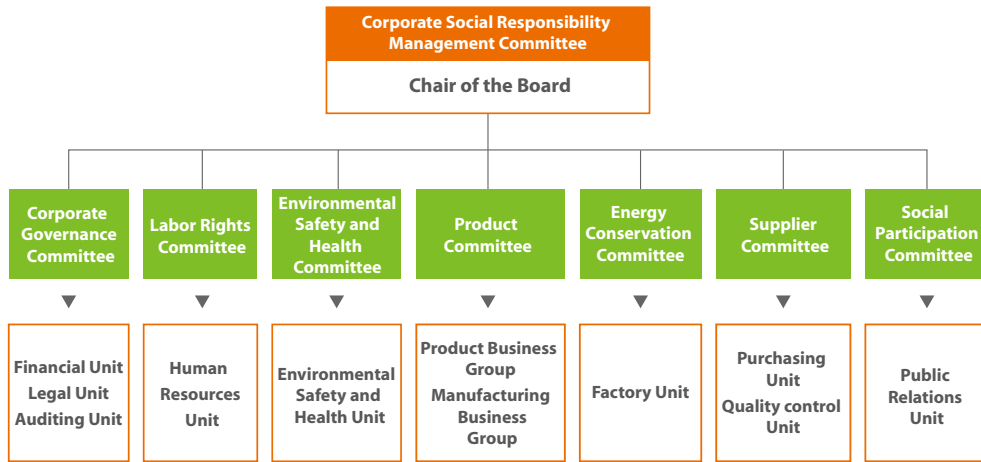 Corporate Social Responsibility
Management Committee
Chair of the Board
Corporate
Governance
Committee
Labor Rights
Committee
Environmental
Safety and
Health
Committee
Product
Committee
Energy
Conservation
Committee
Supplier
Committee
Social
Participation
Committee
Financial Unit
Legal Unit
Auditing Unit
Human
Resources
Unit
Environmental
Safety and
Health Unit
Product Business
Group
Manufacturing
Business
Group
Factory Unit
Purchasing
Unit
Quality control
Unit
Public
Relations
Unit